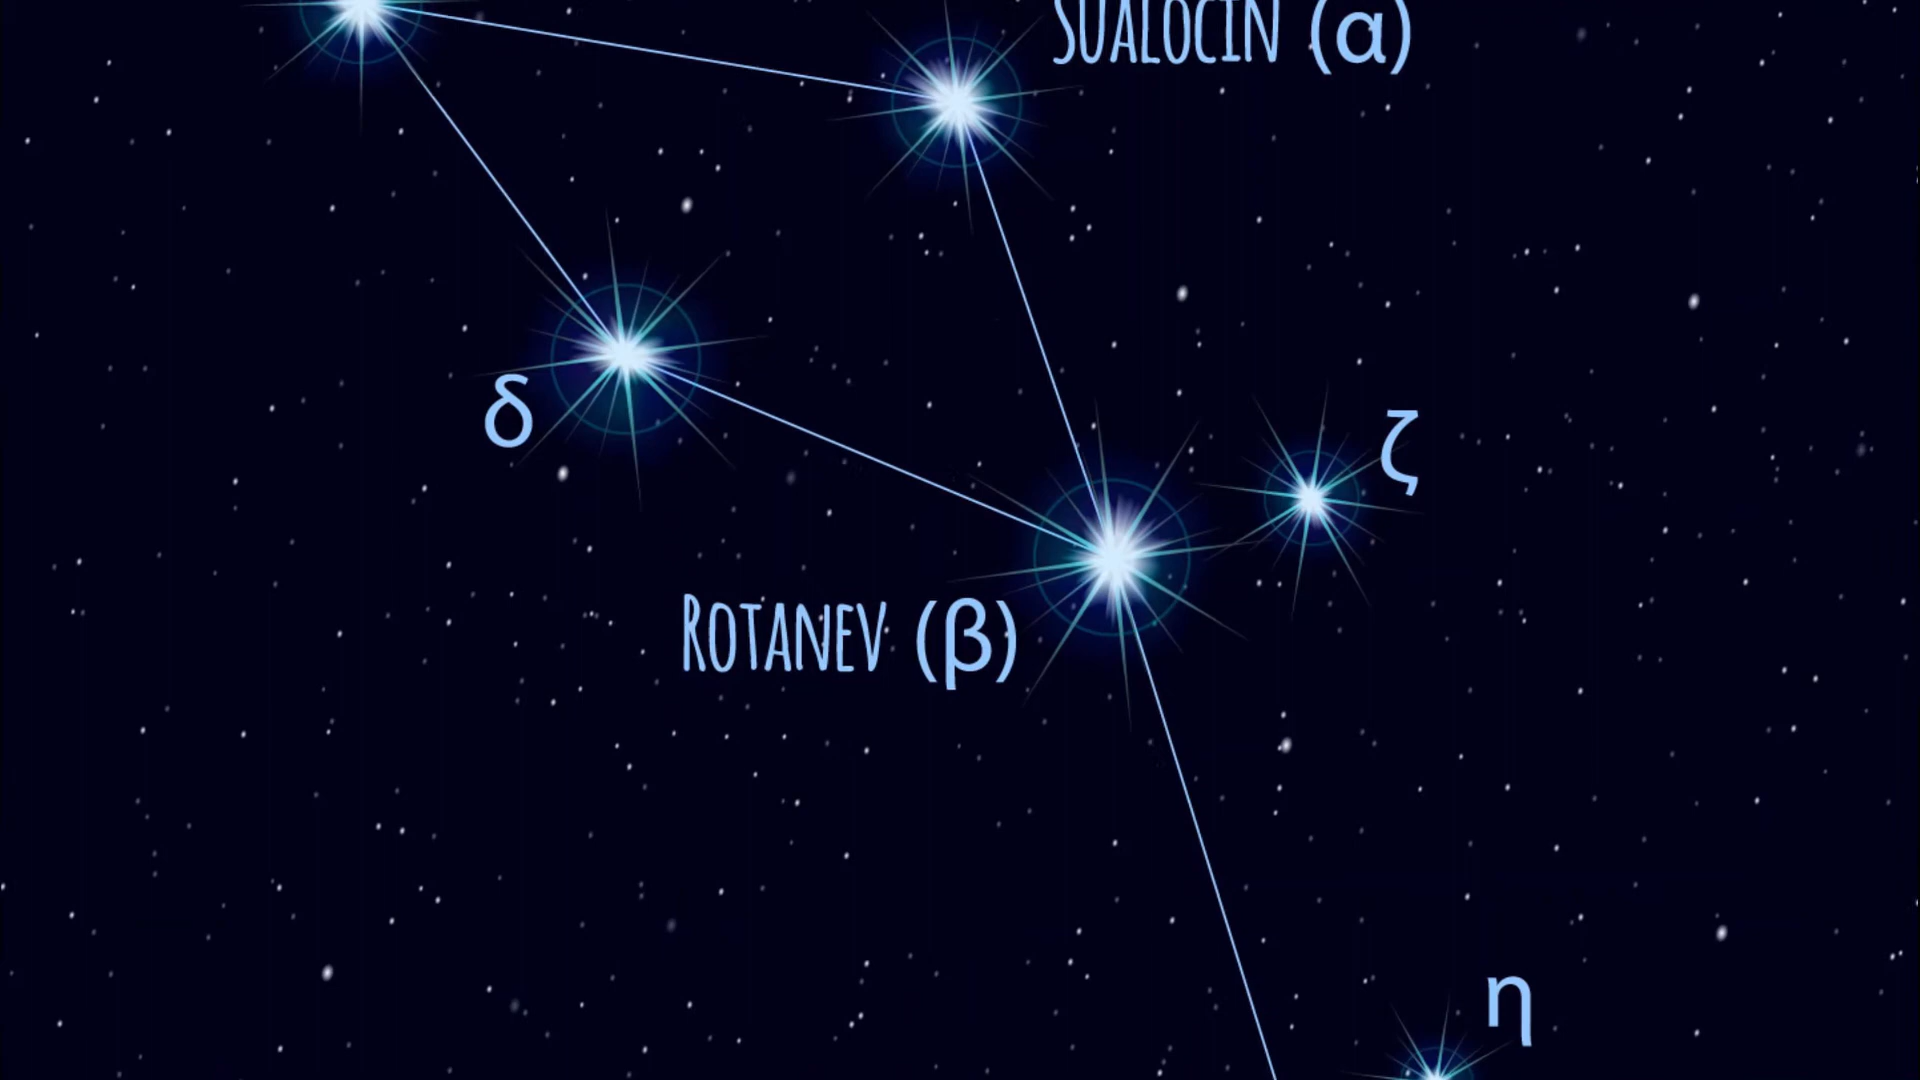 Sualocin (α)
δ
ζ
Rotanev (β)
η